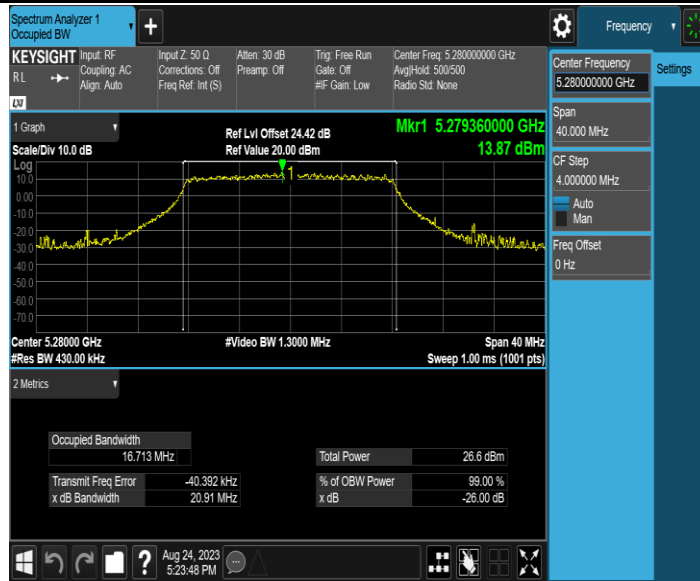 Spectrum Analyzer 1
Occupied BW
+
Frequency
KEYSIGHT
RL
LXI
Input: RF
Coupling: AC
Align: Auto
Input Z: 50 Ω
Corrections: Off
Freq Ref: Int (S)
Atten: 30 dB
Preamp: Off
Trig: Free Run
Gate: Off
#IF Gain: Low
Center Freq: 5.280000000 GHz
Avg|Hold: 500/500
Radio Std: None
Center Frequency
5.280000000 GHz
Settings
Span
40.000 MHz
CF Step
4.000000 MHz
Auto
Man
Freq Offset
0 Hz
1 Graph
Scale/Div 10.0 dB
Ref Lvl Offset 24.42 dB
Ref Value 20.00 dBm
Mkr1 5.279360000 GHz
13.87 dBm
Log
10.0
0.00
-10.0
-20.0
-30.0
-40.0
-50.0
-60.0
-70.0
1
Center 5.28000 GHz
#Res BW 430.00 kHz
#Video BW 1.3000 MHz
Span 40 MHz
Sweep 1.00 ms (1001 pts)
2 Metrics
Occupied Bandwidth
16.713 MHz
Total Power 26.6 dBm
Transmit Freq Error -40.392 kHz
% of OBW Power 99.00 %
x dB Bandwidth 20.91 MHz
x dB -26.00 dB
?
Aug 24, 2023
5:23:48 PM